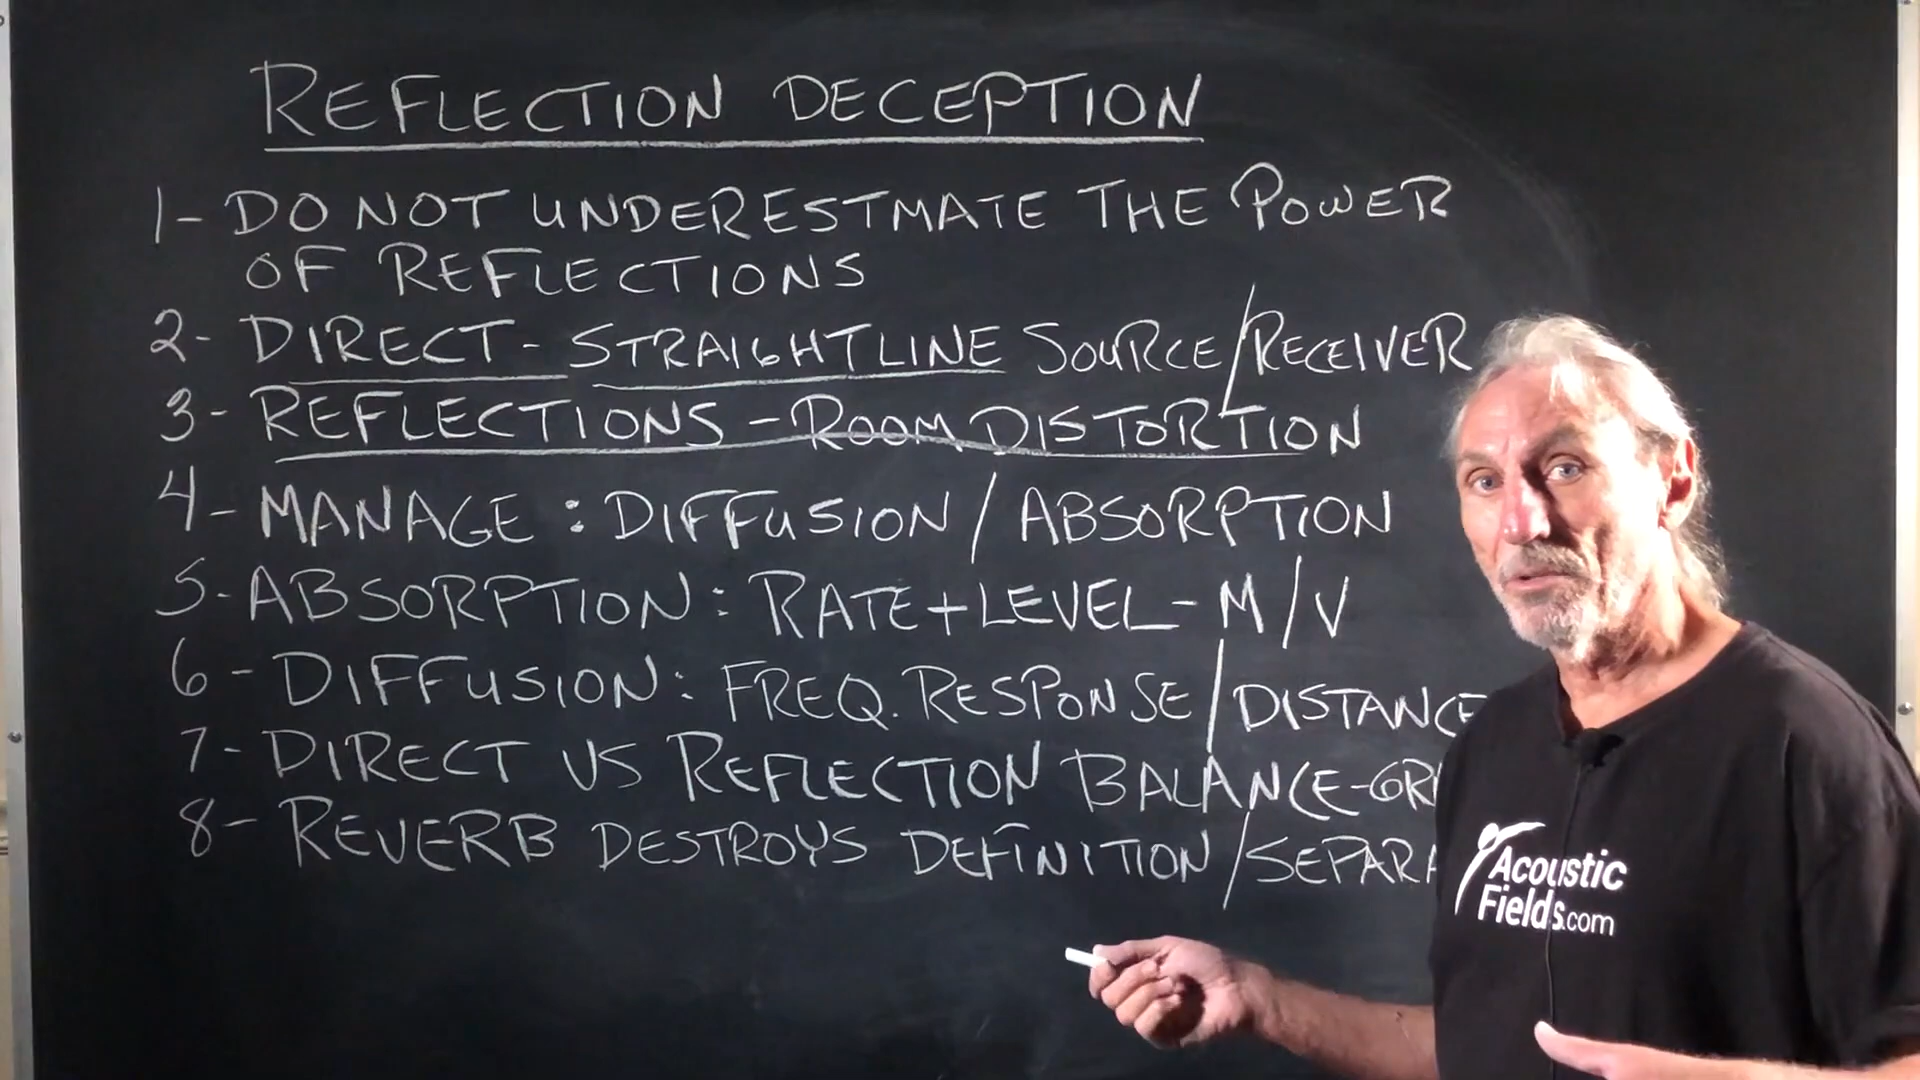 REFLECTION DECEPTION
1- DO NOT UNDERESTMATE THE POWER
OF REFLECTIONS
2- DIRECT - STRAIGHT LINE SOURCE/RECEIVER
3- REFLECTIONS - ROOM DISTORTION
4- MANAGE : DIFFUSION / ABSORPTION
5- ABSORPTION : RATE + LEVEL - M/V
6- DIFFUSION : FREQ. RESPONSE / DISTANCE
7- DIRECT VS REFLECTION BALANCE -
8- REVERB DESTROYS DEFINITION /
Acoustic
Fields.com